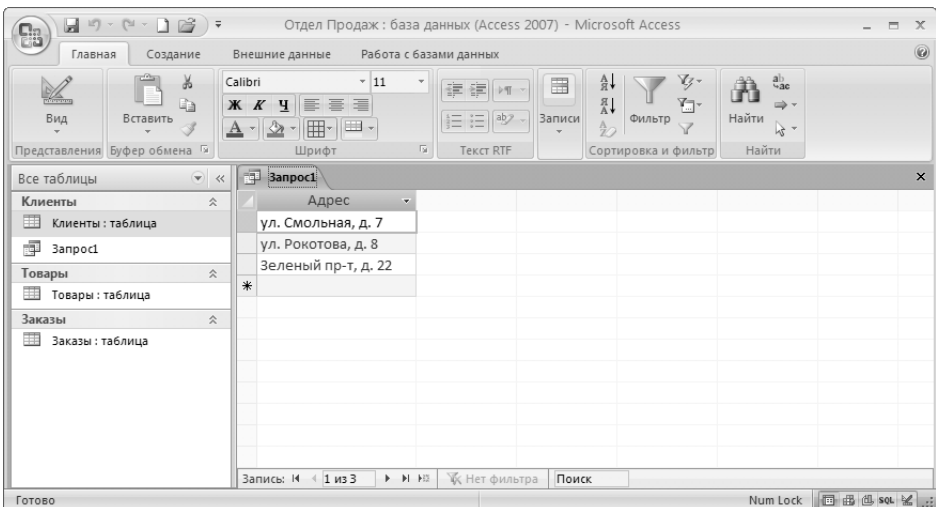 Отдел Продаж : база данных (Access 2007) - Microsoft Access
Главная Создание Внешние данные Работа с базами данных
Calibri 11
Ж К Ч
А
Вид Вставить Записи Фильтр Найти
Представления Буфер обмена Шрифт Текст RTF Сортировка и фильтр Найти
Все таблицы
Клиенты
Клиенты : таблица
Запрос1
Товары
Товары : таблица
Заказы
Заказы : таблица
Запрос1
Адрес
ул. Смольная, д. 7
ул. Рокотова, д. 8
Зеленый пр-т, д. 22
Запись: 1 из 3 Нет фильтра Поиск
Готово Num Lock SQL